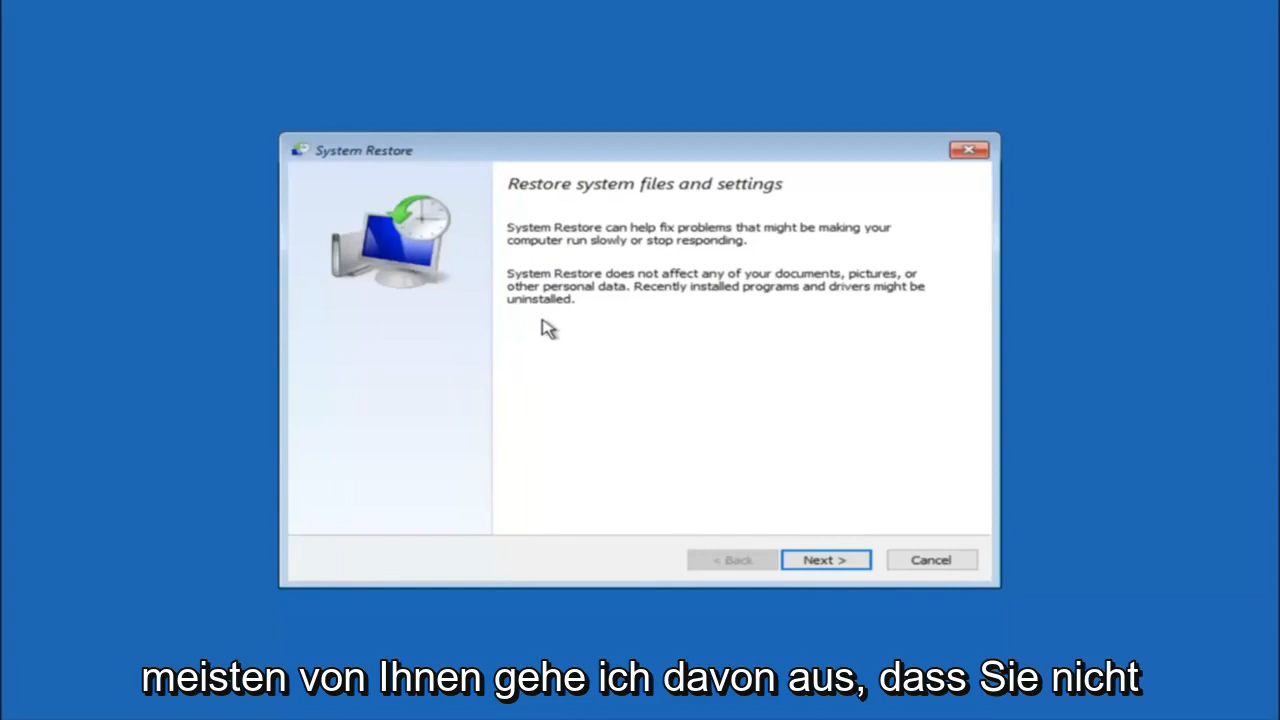 System Restore
Restore system files and settings
System Restore can help fix problems that might be making your
computer run slowly or stop responding.
System Restore does not affect any of your documents, pictures, or
other personal data. Recently installed programs and drivers might be
uninstalled.
< Back
Next >
Cancel
meisten von Ihnen gehe ich davon aus, dass Sie nicht